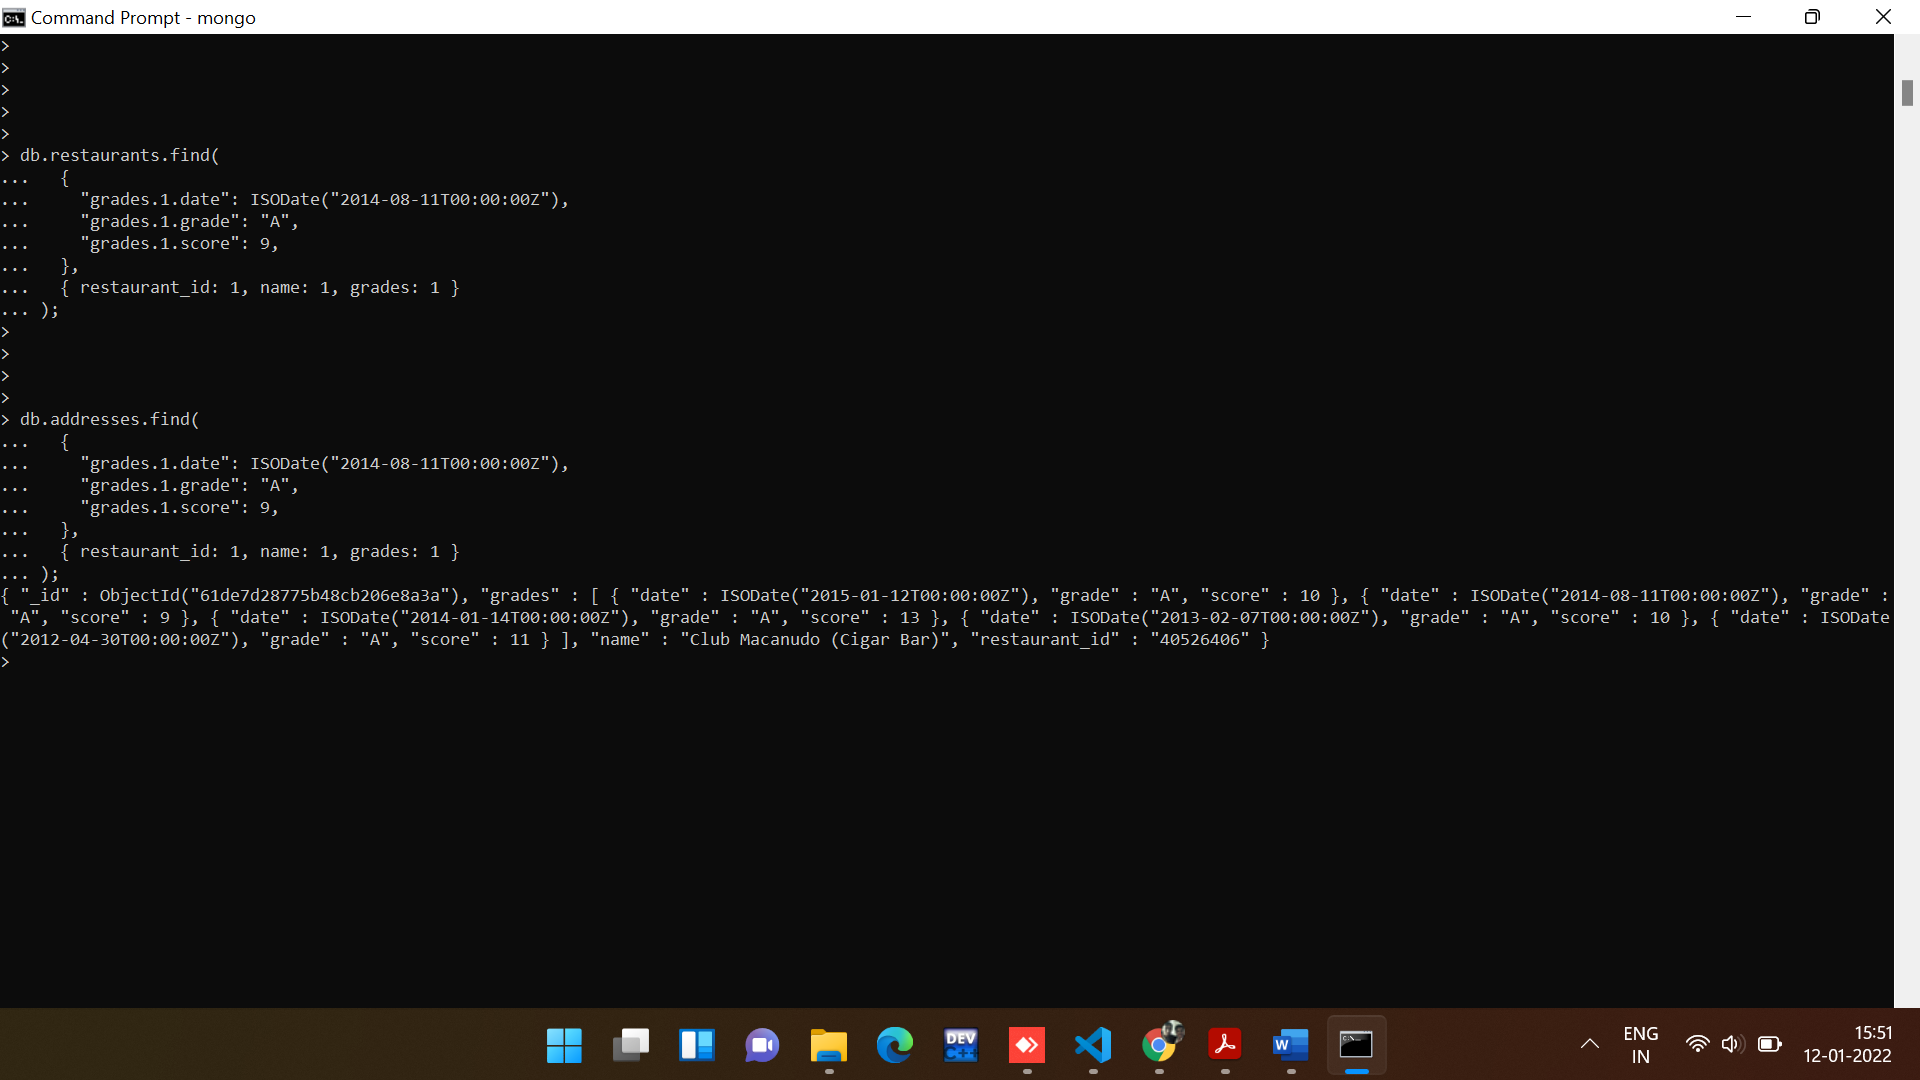 Command Prompt - mongo
>
>
>
>
>
> db.restaurants.find(
...   {
...     "grades.1.date": ISODate("2014-08-11T00:00:00Z"),
...     "grades.1.grade": "A",
...     "grades.1.score": 9,
...   },
...   { restaurant_id: 1, name: 1, grades: 1 }
... );
>
>
>
>
> db.addresses.find(
...   {
...     "grades.1.date": ISODate("2014-08-11T00:00:00Z"),
...     "grades.1.grade": "A",
...     "grades.1.score": 9,
...   },
...   { restaurant_id: 1, name: 1, grades: 1 }
... );
{ "_id" : ObjectId("61de7d28775b48cb206e8a3a"), "grades" : [ { "date" : ISODate("2015-01-12T00:00:00Z"), "grade" : "A", "score" : 10 }, { "date" : ISODate("2014-08-11T00:00:00Z"), "grade" :
 "A", "score" : 9 }, { "date" : ISODate("2014-01-14T00:00:00Z"), "grade" : "A", "score" : 13 }, { "date" : ISODate("2013-02-07T00:00:00Z"), "grade" : "A", "score" : 10 }, { "date" : ISODate
("2012-04-30T00:00:00Z"), "grade" : "A", "score" : 11 } ], "name" : "Club Macanudo (Cigar Bar)", "restaurant_id" : "40526406" }
>
DEV
C++
W
ENG
IN
15:51
12-01-2022